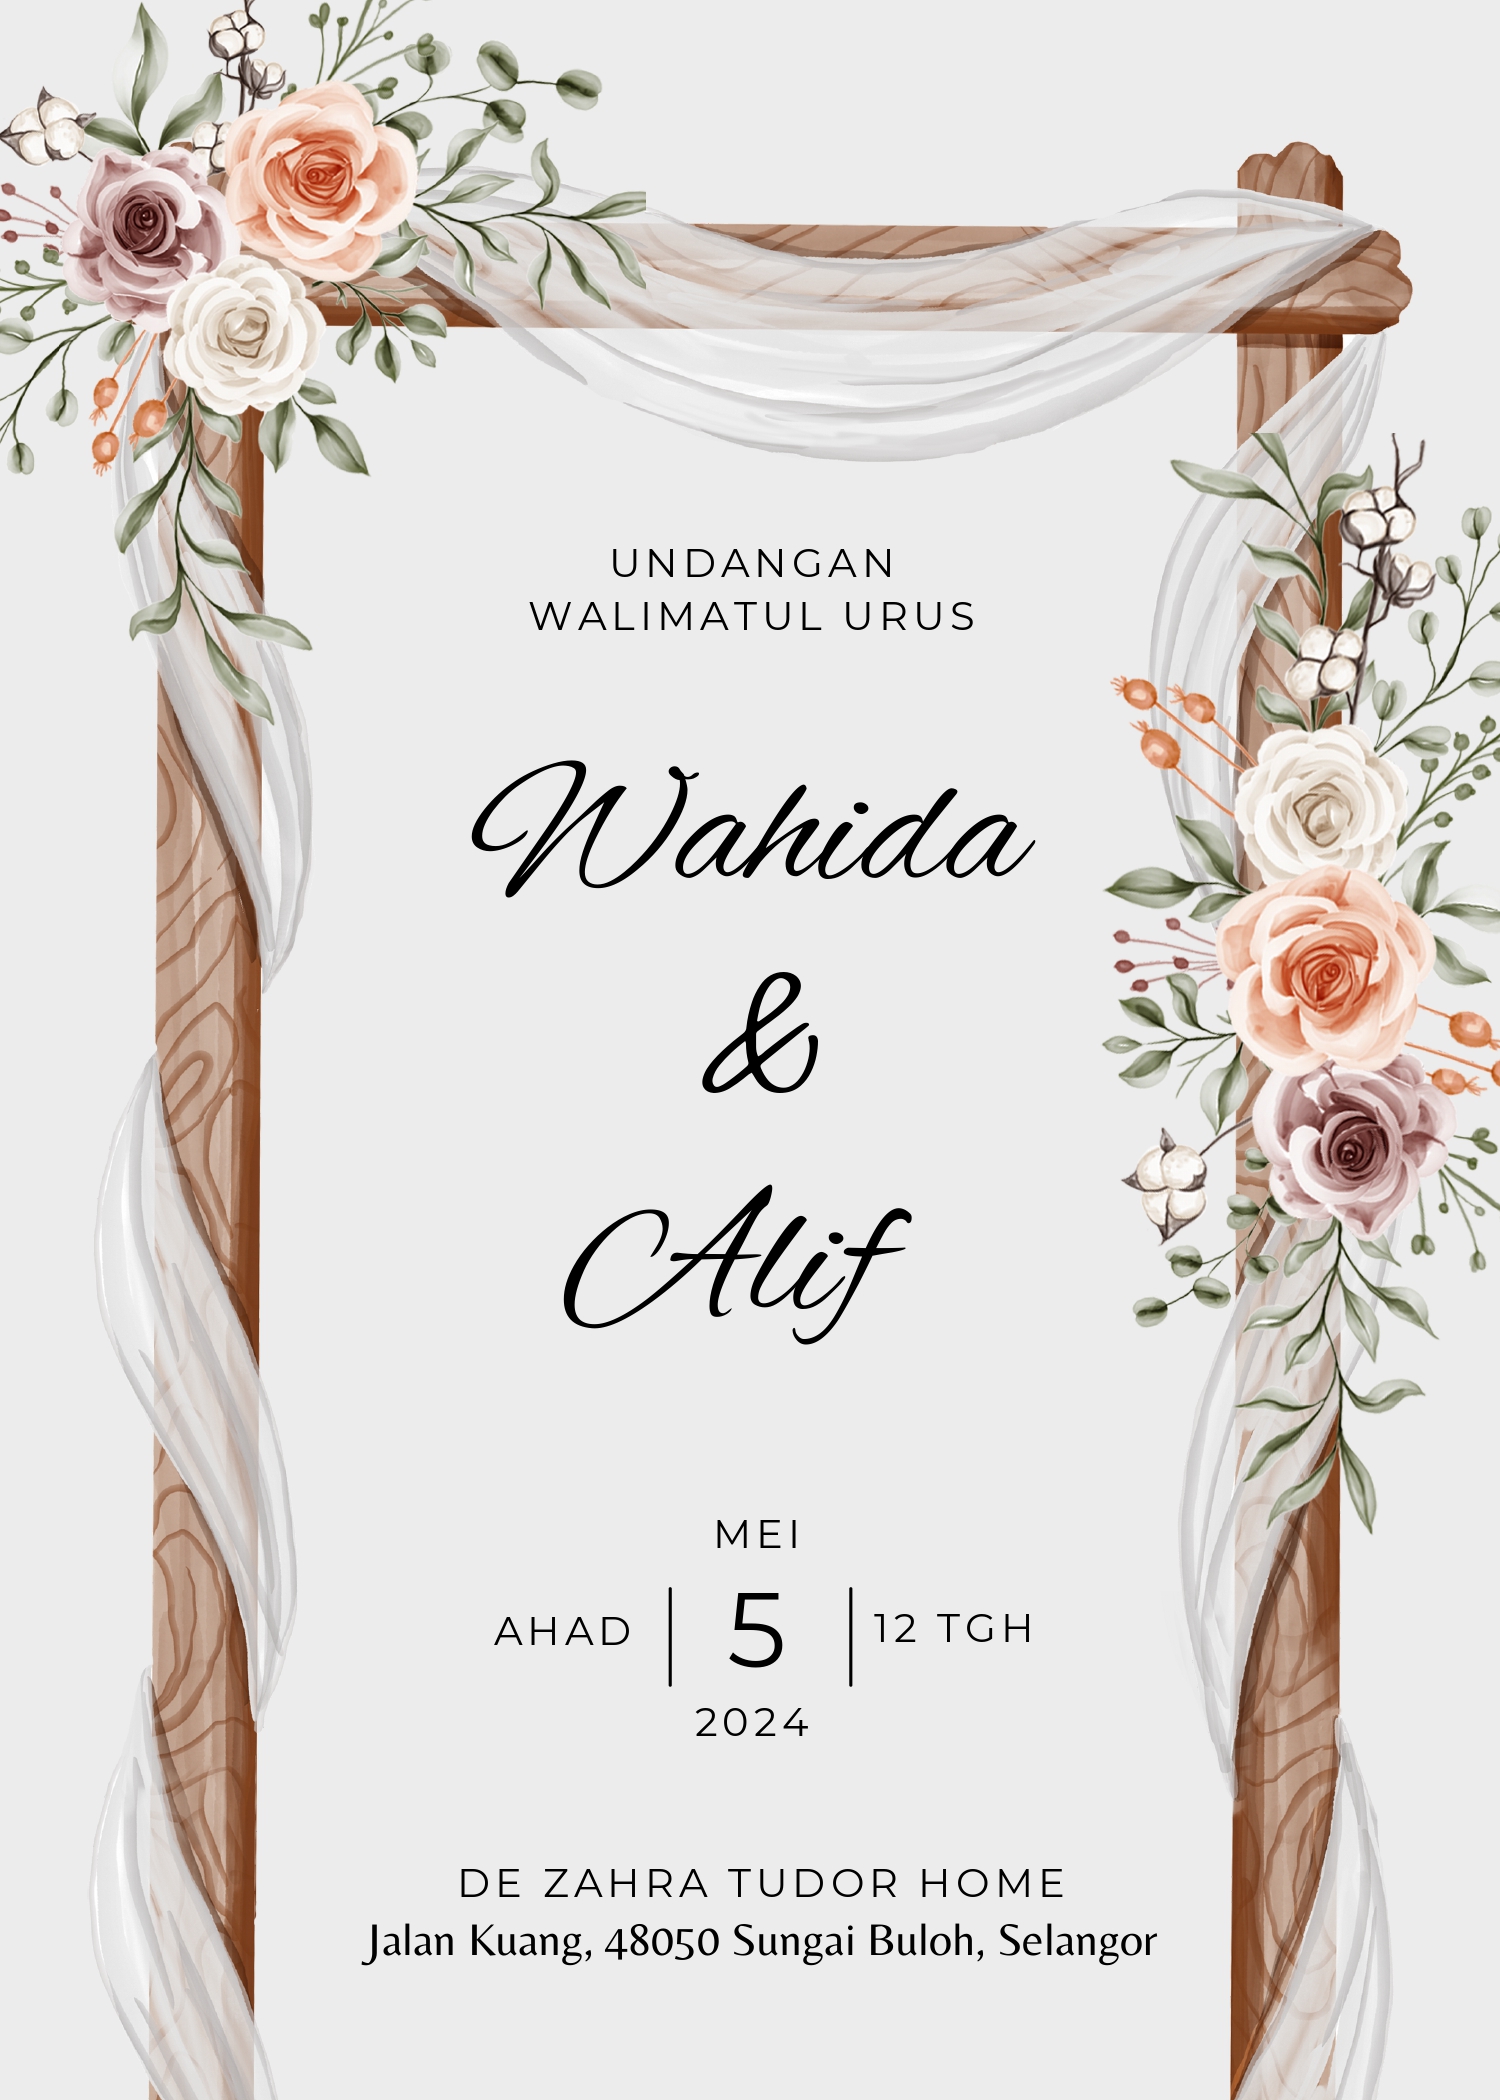 UNDANGAN
WALIMATUL URUS
Wahida
&
Alif
MEI
AHAD | 5 | 12 TGH
2024
DE ZAHRA TUDOR HOME
Jalan Kuang, 48050 Sungai Buloh, Selangor